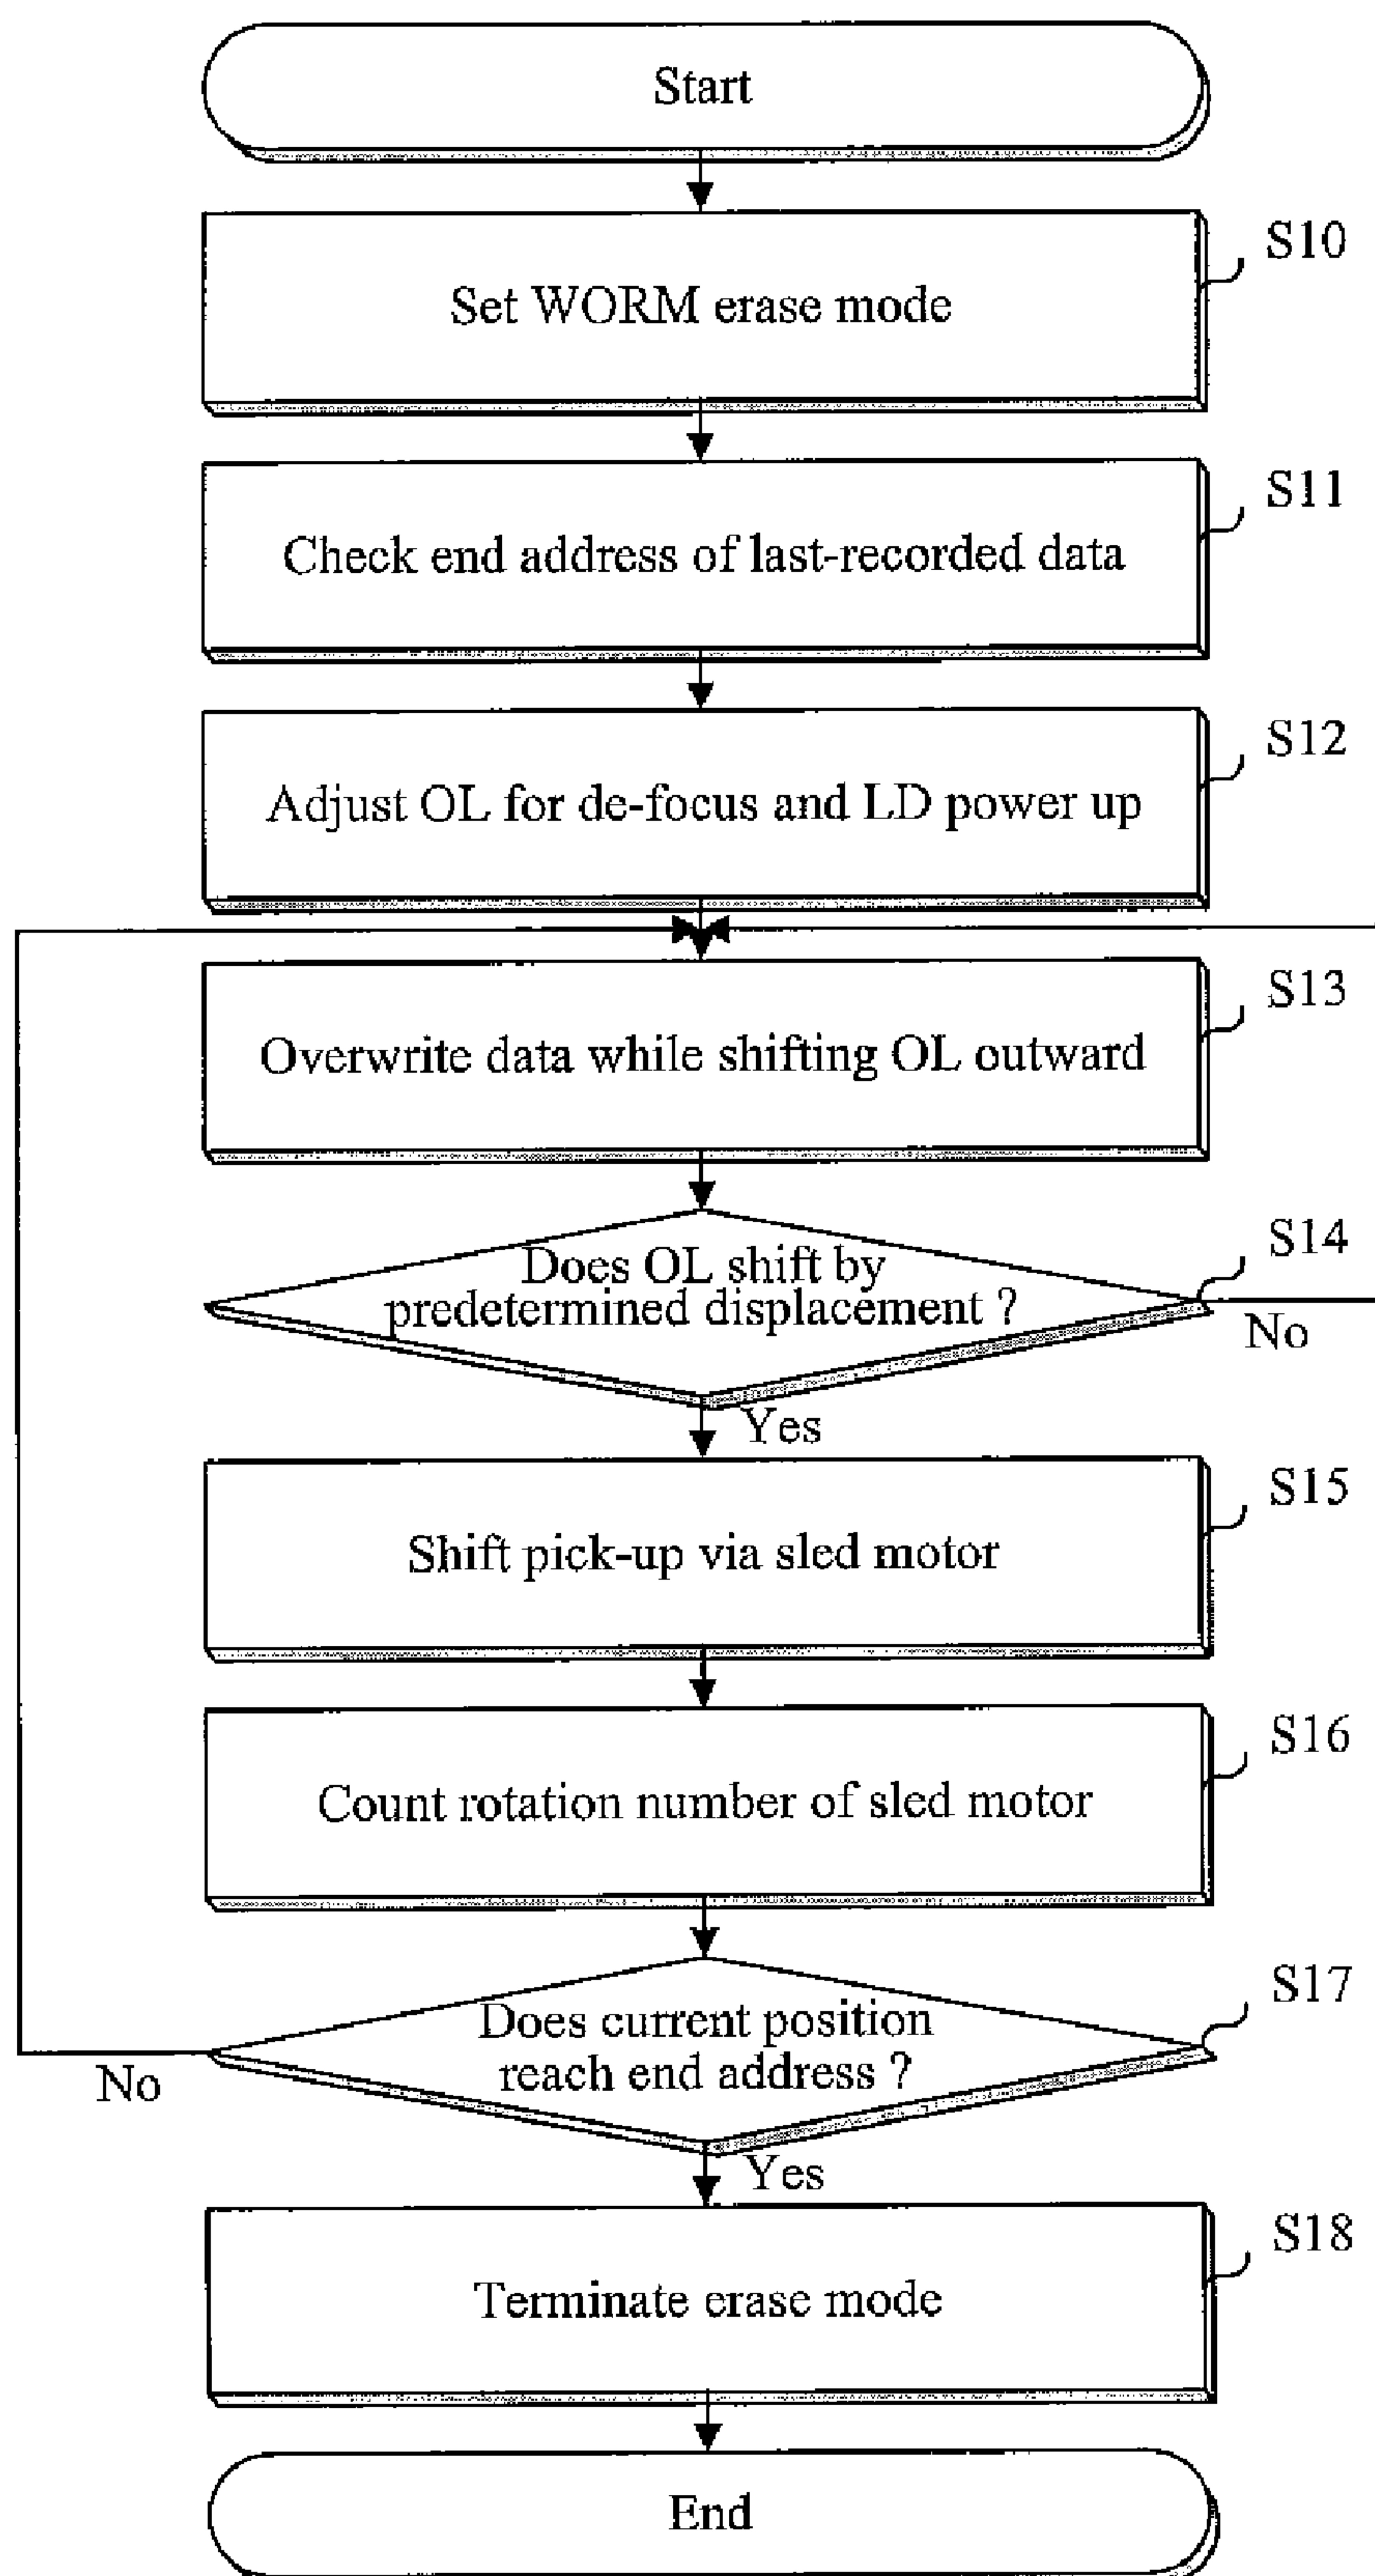 Start
S10
Set WORM erase mode
S11
Check end address of last-recorded data
S12
Adjust OL for de-focus and LD power up
S13
Overwrite data while shifting OL outward
S14
Does OL shift by
predetermined displacement ?
No
Yes
S15
Shift pick-up via sled motor
S16
Count rotation number of sled motor
S17
Does current position
reach end address ?
No
Yes
S18
Terminate erase mode
End